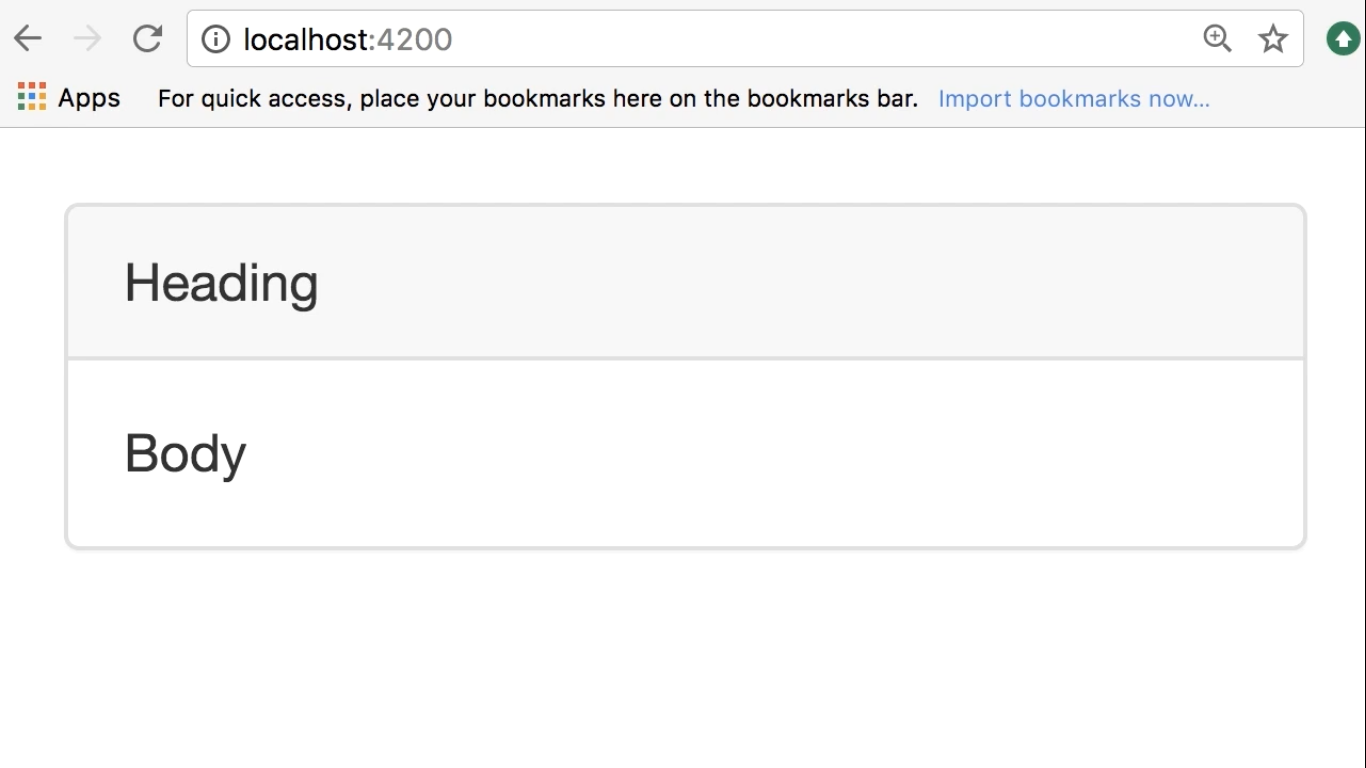 localhost:4200
Apps For quick access, place your bookmarks here on the bookmarks bar. Import bookmarks now...
Heading
Body